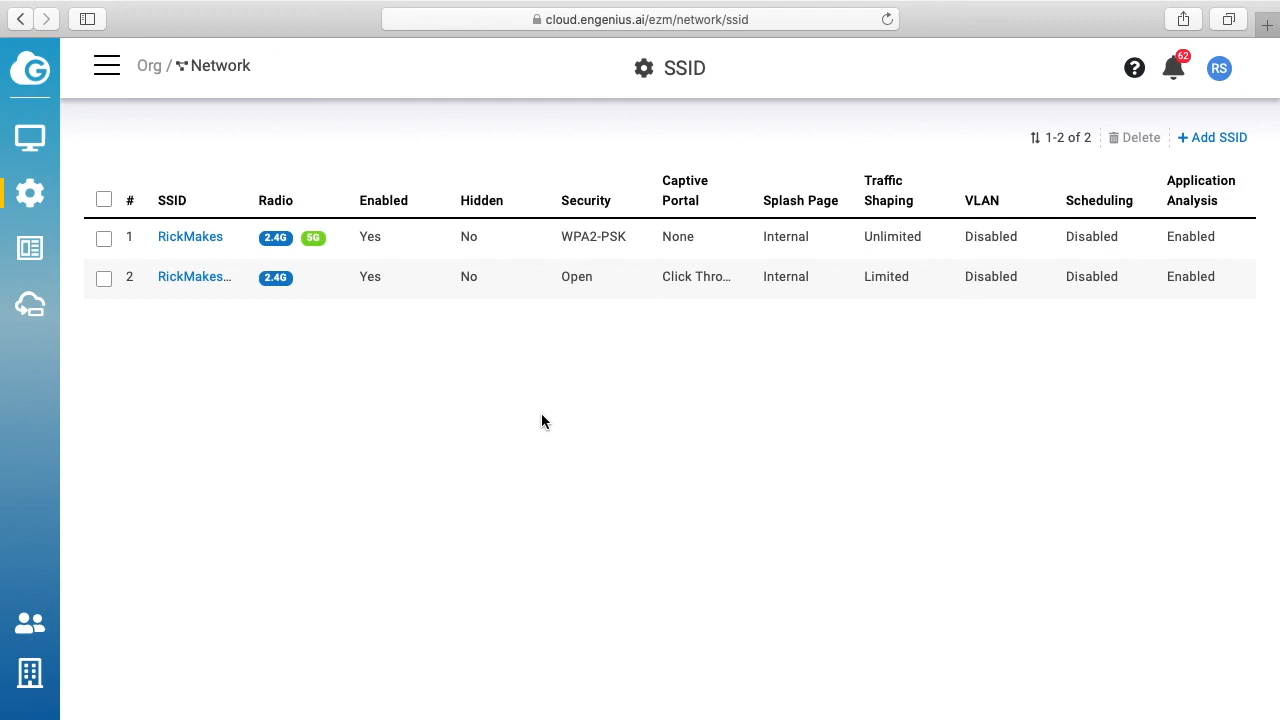 cloud.engenius.ai/ezm/network/ssid
Org / Network
SSID
62
RS
1-2 of 2 Delete + Add SSID
# SSID Radio Enabled Hidden Security Captive Portal Splash Page Traffic Shaping VLAN Scheduling Application Analysis
1 RickMakes 2.4G 5G Yes No WPA2-PSK None Internal Unlimited Disabled Disabled Enabled
2 RickMakes... 2.4G Yes No Open Click Thro... Internal Limited Disabled Disabled Enabled